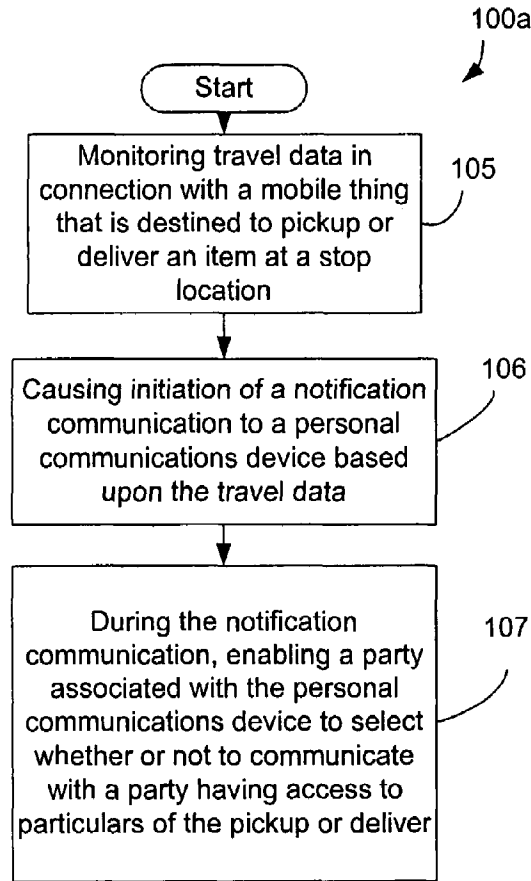 100a
Start
Monitoring travel data in
connection with a mobile thing
that is destined to pickup or
deliver an item at a stop
location
105
Causing initiation of a notification
communication to a personal
communications device based
upon the travel data
106
During the notification
communication, enabling a party
associated with the personal
communications device to select
whether or not to communicate
with a party having access to
particulars of the pickup or deliver
107